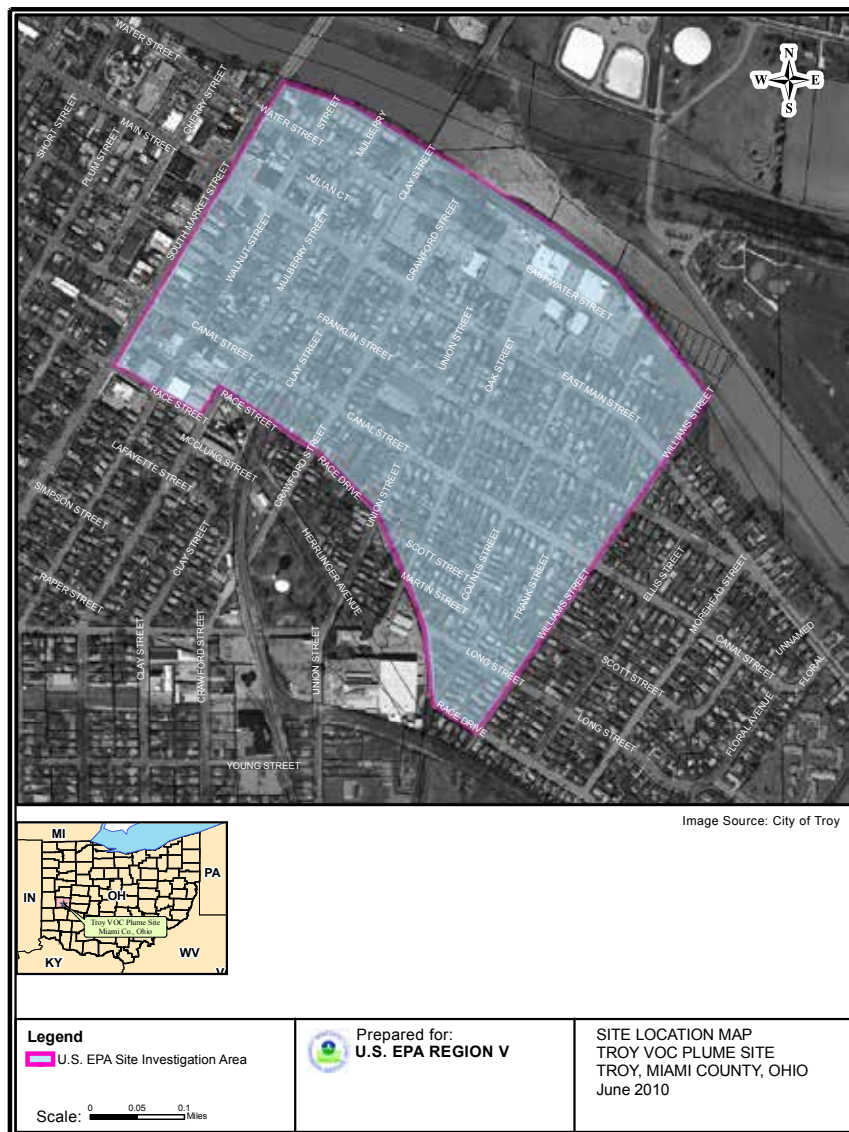 N
W E
S
WATER STREET
SHORT STREET
PLUM STREET
MAIN STREET
CHERRY STREET
SOUTH MARKET STREET
WATER STREET
STREET
MULBERRY
CLAY STREET
JULIAN CT
WALNUT STREET
MULBERRY STREET
CRAWFORD STREET
EAST WATER STREET
CANAL STREET
FRANKLIN STREET
CLAY STREET
UNION STREET
OAK STREET
EAST MAIN STREET
WILLIAMS STREET
RACE STREET
RACE STREET
CANAL STREET
MCCLUNG STREET
LAFAYETTE STREET
CRAWFORD STREET
RACE DRIVE
UNION STREET
SIMPSON STREET
CLAY STREET
HERRLINGER AVENUE
SCOTT STREET
COUNTS STREET
MARTIN STREET
FRANK STREET
WILLIAMS STREET
ELLIS STREET
MOREHEAD STREET
RAPER STREET
CLAY STREET
CRAWFORD STREET
UNION STREET
LONG STREET
SCOTT STREET
CANAL STREET
UNNAMED
FLORAL
RACE DRIVE
LONG STREET
FLORAL AVENUE
YOUNG STREET
Image Source: City of Troy
MI
PA
IN
OH
Troy VOC Plume Site
Miami Co., Ohio
WV
KY
V
Legend
U.S. EPA Site Investigation Area
Scale: 0 0.05 0.1
Miles
Prepared for:
U.S. EPA REGION V
SITE LOCATION MAP
TROY VOC PLUME SITE
TROY, MIAMI COUNTY, OHIO
June 2010